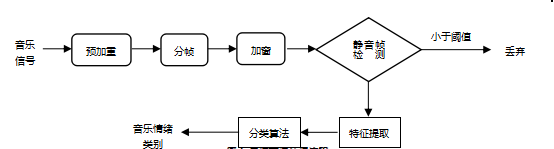 音乐
信号
预加重
分帧
加窗
静音帧
检 测
小于阈值
丢弃
音乐情绪
类别
分类算法
特征提取